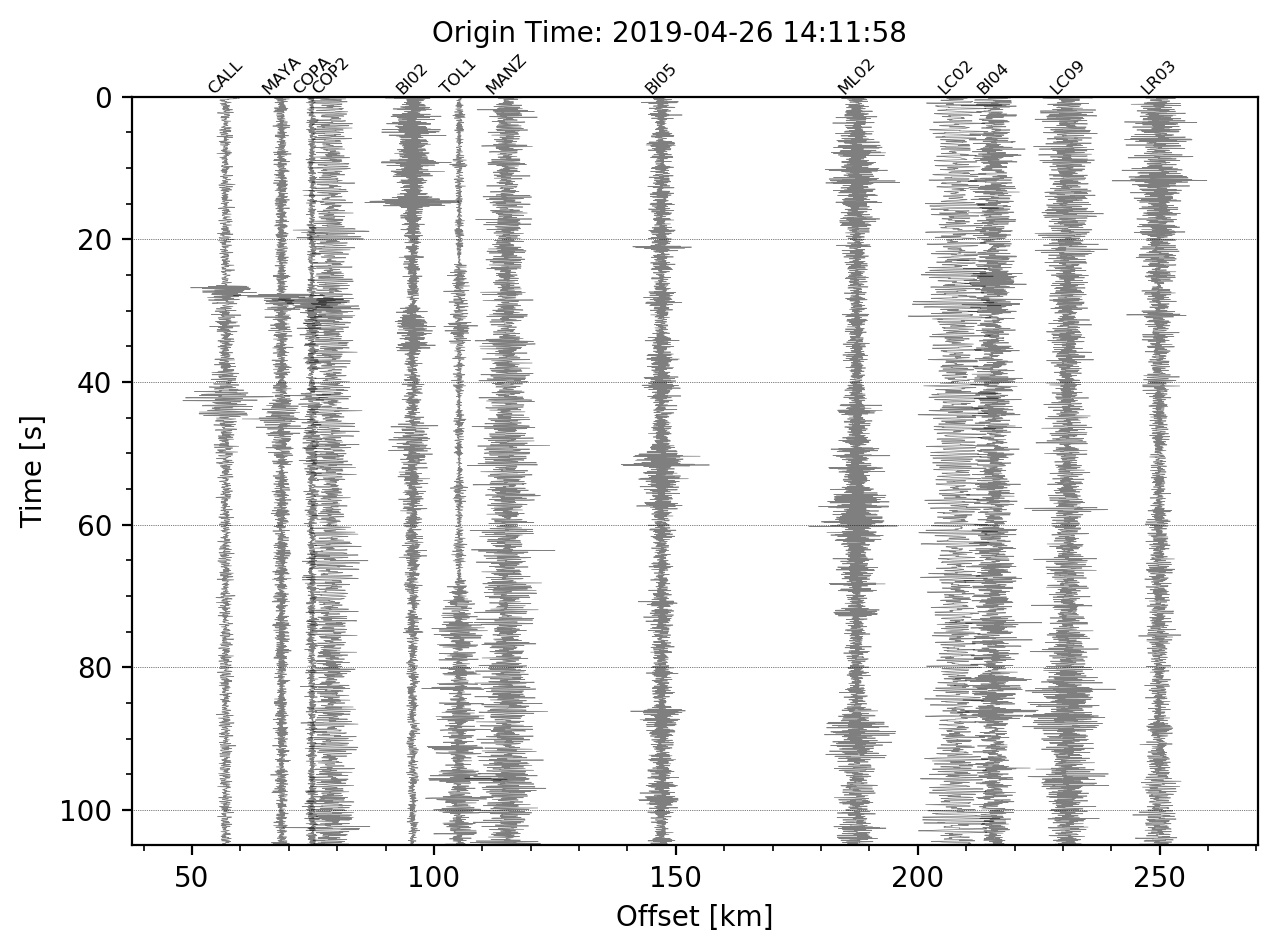 Origin Time: 2019-04-26 14:11:58
CALL MAYA COPA COP2 BI02 TOL1 MANZ BI05 ML02 LC02 BI04 LC09 LR03
0
20
40
60
80
100
Time [s]
50 100 150 200 250
Offset [km]